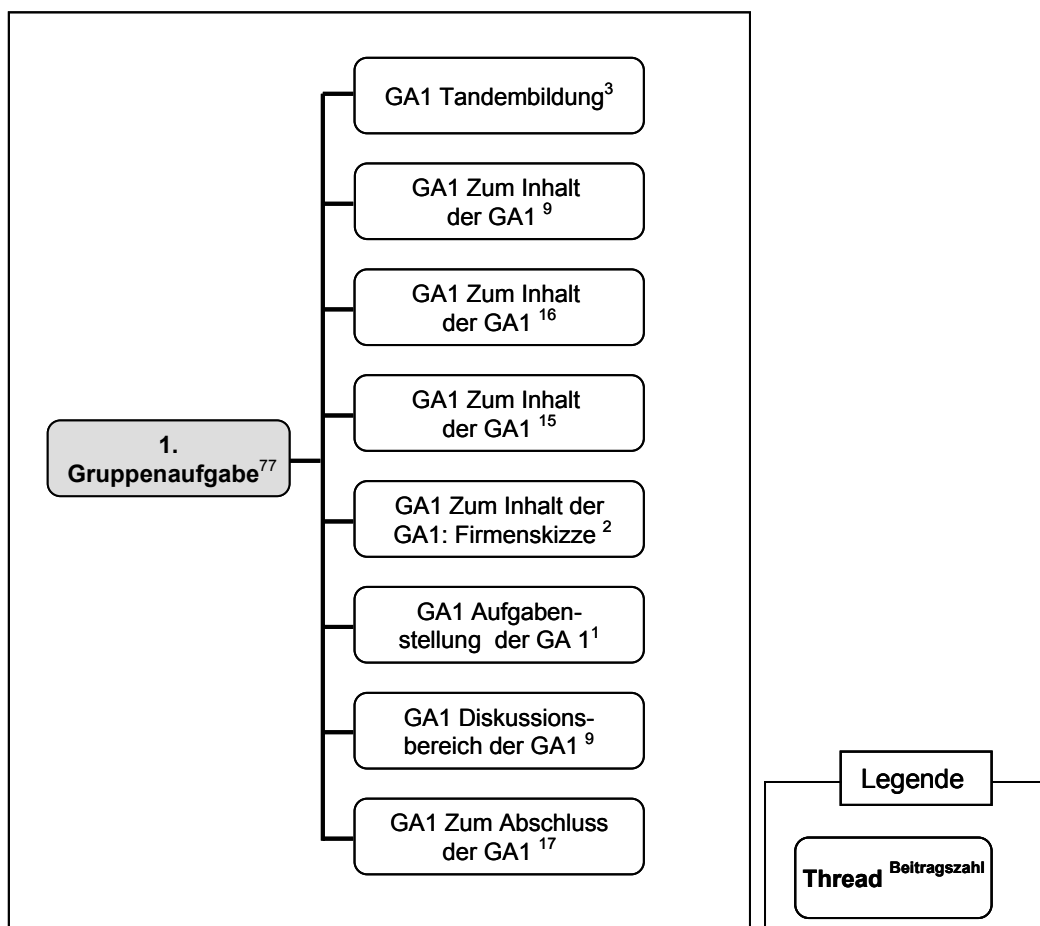 GA1 Tandembildung³
GA1 Zum Inhalt
der GA1 ⁹
GA1 Zum Inhalt
der GA1 ¹⁶
GA1 Zum Inhalt
der GA1 ¹⁵
1.
Gruppenaufgabe⁷⁷
GA1 Zum Inhalt der
GA1: Firmenskizze ²
GA1 Aufgaben-
stellung der GA 1¹
GA1 Diskussions-
bereich der GA1 ⁹
GA1 Zum Abschluss
der GA1 ¹⁷
Legende
Thread Beitragszahl